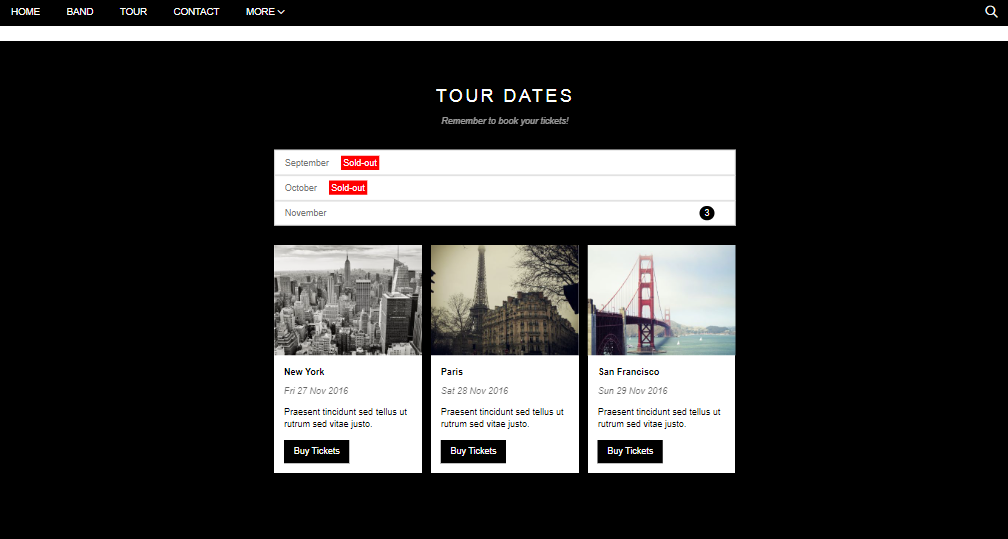 HOME BAND TOUR CONTACT MORE
TOUR DATES
Remember to book your tickets!
September Sold-out
October Sold-out
November 3
New York
Fri 27 Nov 2016
Praesent tincidunt sed tellus ut
rutrum sed vitae justo.
Buy Tickets
Paris
Sat 28 Nov 2016
Praesent tincidunt sed tellus ut
rutrum sed vitae justo.
Buy Tickets
San Francisco
Sun 29 Nov 2016
Praesent tincidunt sed tellus ut
rutrum sed vitae justo.
Buy Tickets